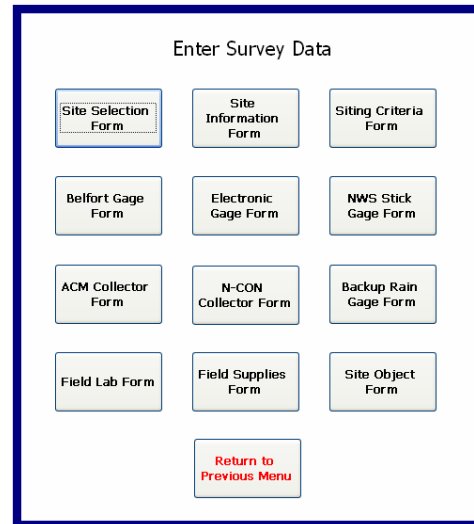 Enter Survey Data
Site Selection
Form
Site
Information
Form
Siting Criteria
Form
Belfort Gage
Form
Electronic
Gage Form
NWS Stick
Gage Form
ACM Collector
Form
N-CON
Collector Form
Backup Rain
Gage Form
Field Lab Form
Field Supplies
Form
Site Object
Form
Return to
Previous Menu